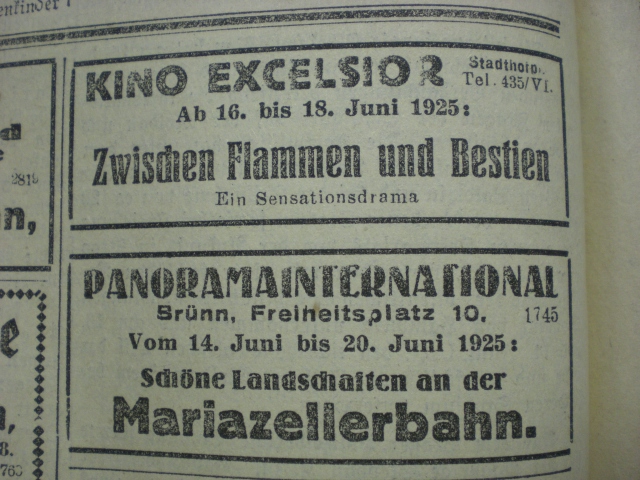 KINO EXCELSIOR
Tel. 435/VI.
Ab 16. bis 18. Juni 1925:
Zwischen Flammen und Bestien
Ein Sensationsdrama
PANORAMAINTERNATIONAL
Brünn, Freiheitsplatz 10.
1745
Vom 14. Juni bis 20. Juni 1925:
Schöne Landschaften an der
Mariazellerbahn.
2819